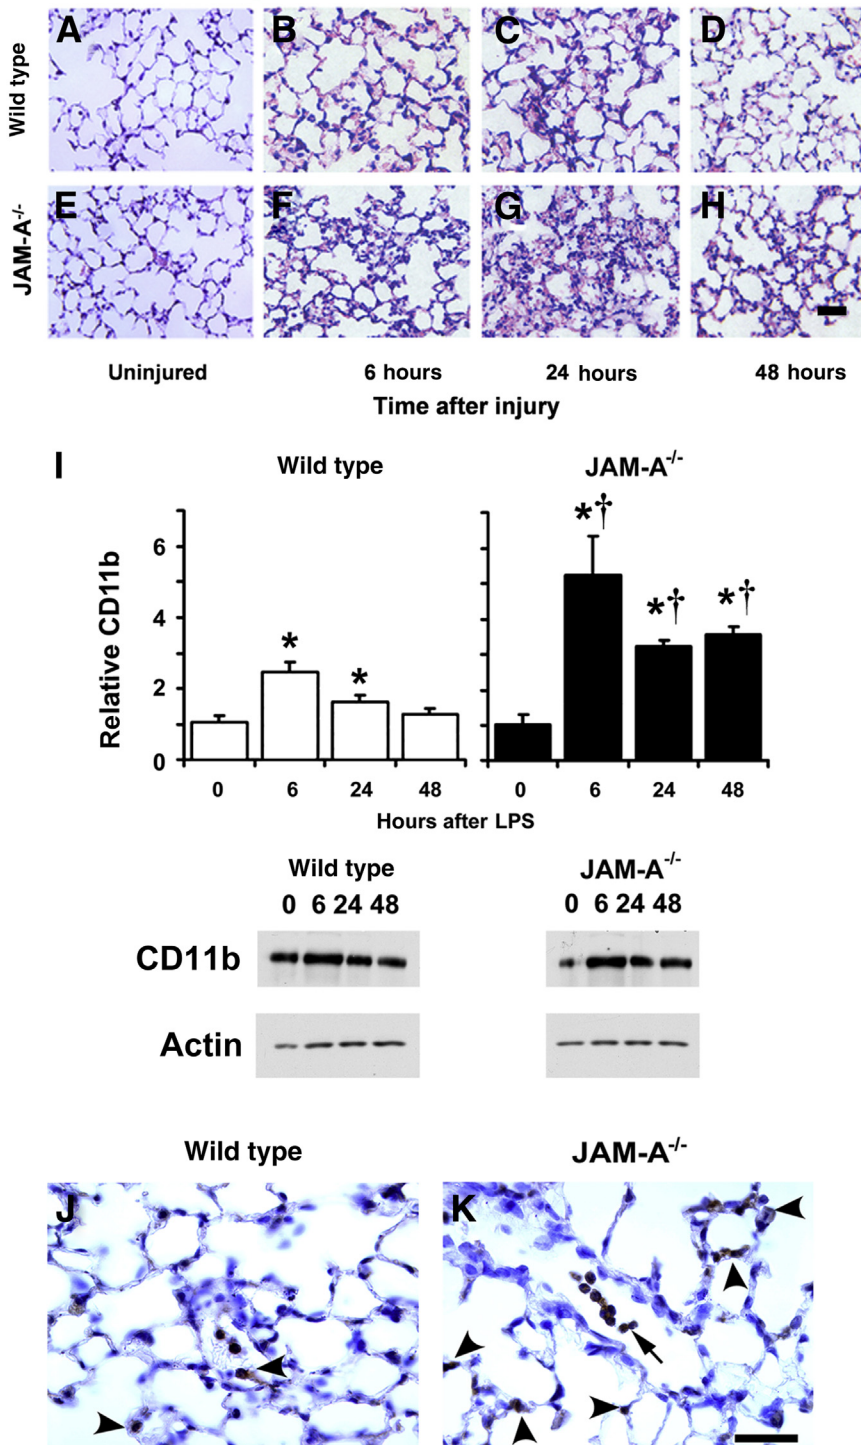 A B C D
Wild type
E F G H
JAM-A-/-
Uninjured 6 hours 24 hours 48 hours
Time after injury
I Wild type JAM-A-/-
Relative CD11b
6
4
2
0
* *
*† *† *†
0 6 24 48 0 6 24 48
Hours after LPS
Wild type JAM-A-/-
0 6 24 48 0 6 24 48
CD11b
Actin
Wild type JAM-A-/-
J K